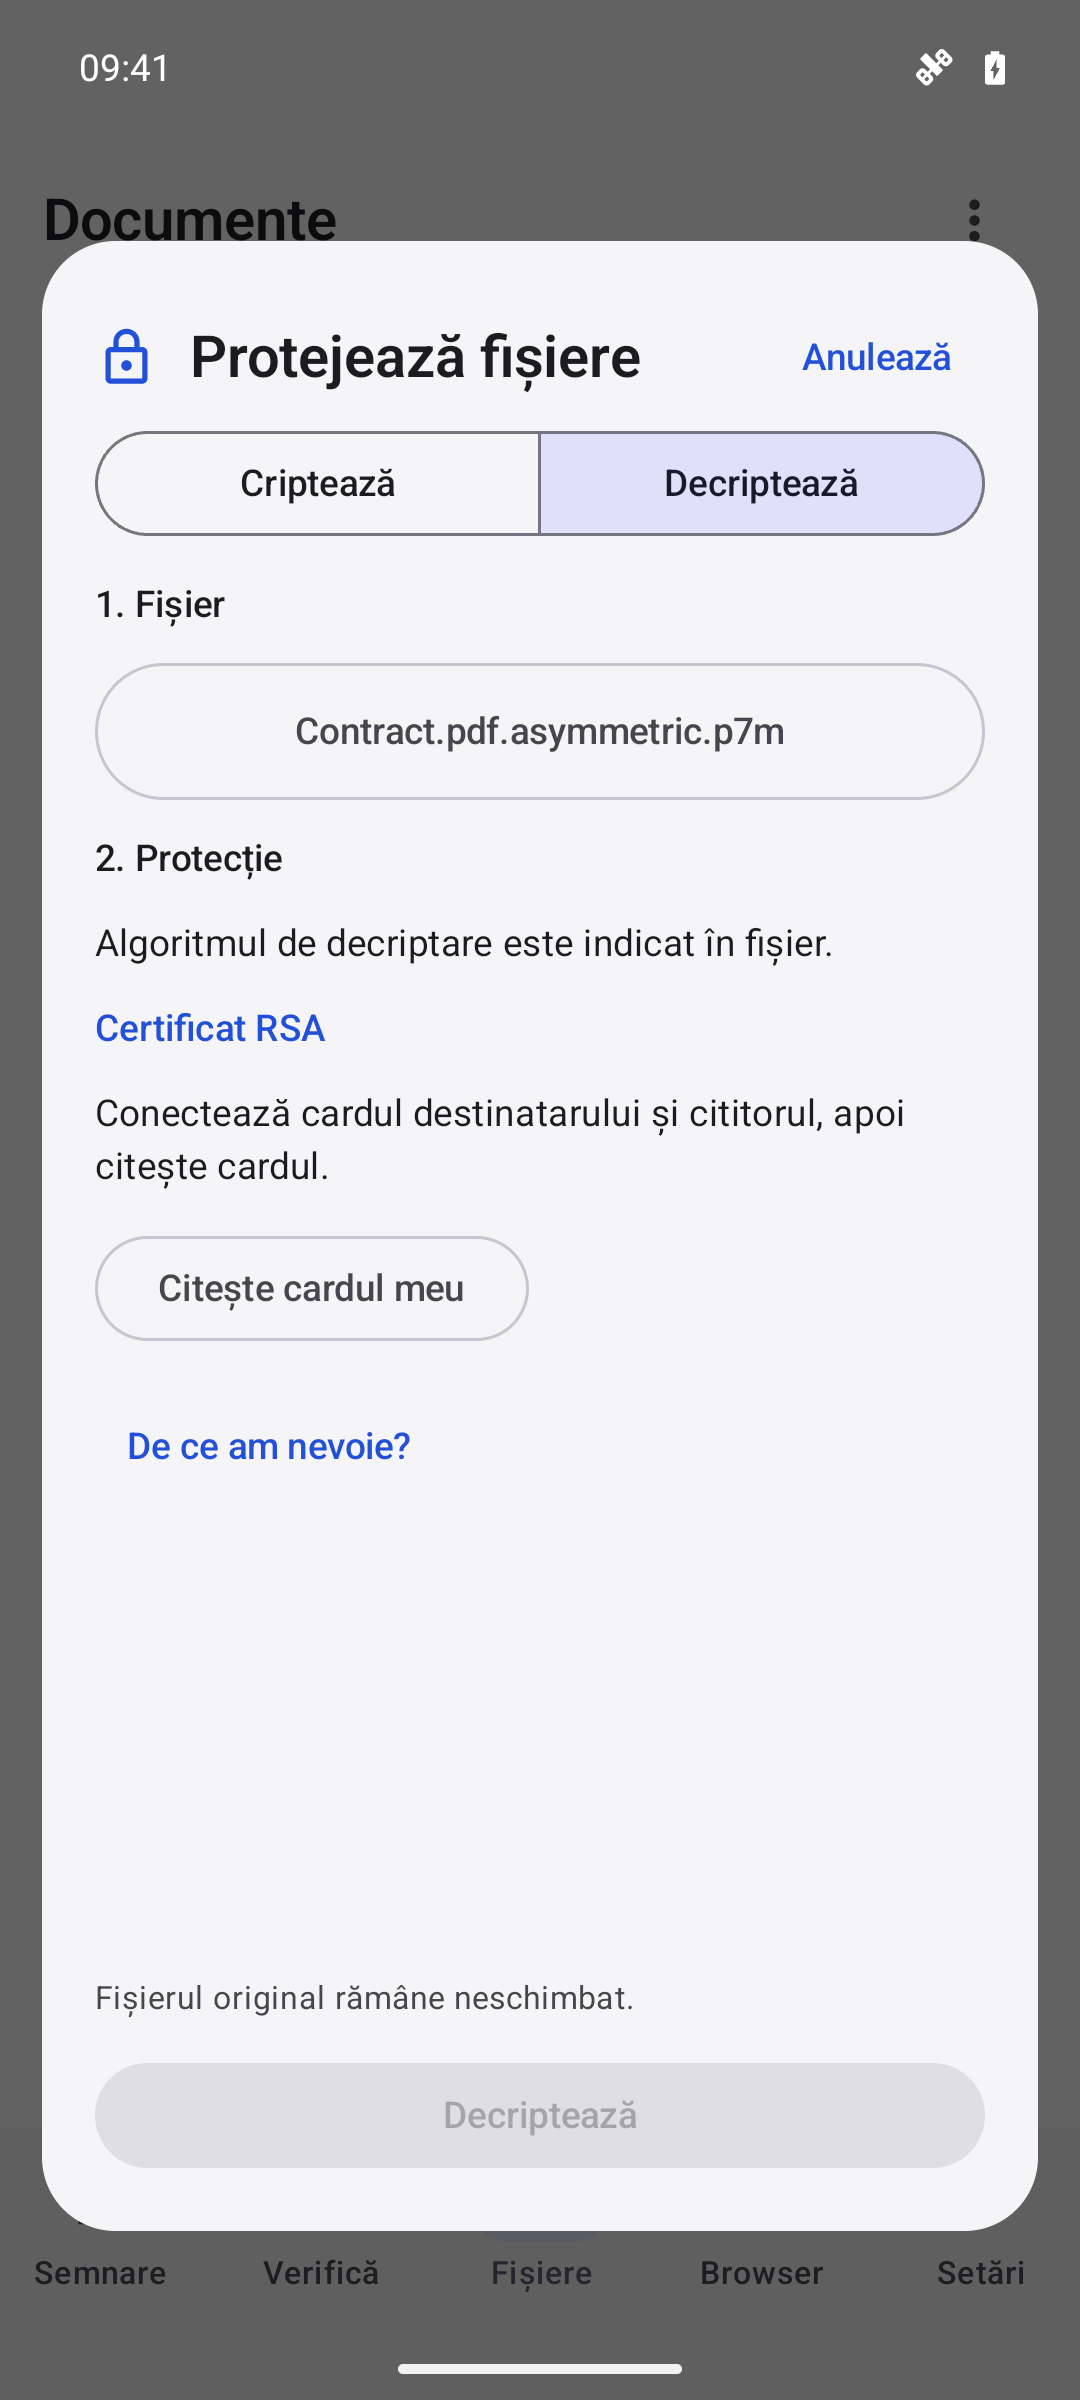 09:41
Documente
Protejează fișiere
Anulează
Criptează
Decriptează
1. Fișier
Contract.pdf.asymmetric.p7m
2. Protecție
Algoritmul de decriptare este indicat în fișier.
Certificat RSA
Conectează cardul destinatarului și cititorul, apoi
citește cardul.
Citește cardul meu
De ce am nevoie?
Fișierul original rămâne neschimbat.
Decriptează
Semnare
Verifică
Fișiere
Browser
Setări